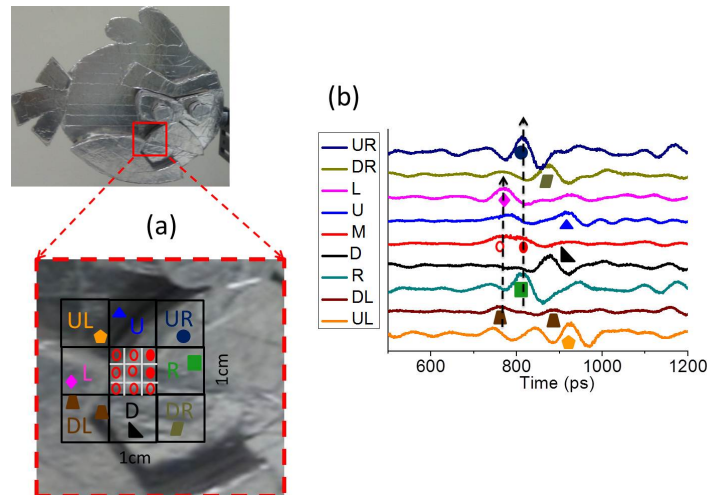 (b)
UR
DR
L
U
M
D
R
DL
UL
600 800 1000 1200
Time (ps)
(a)
UL U UR
L R
DL D DR
1cm
1cm